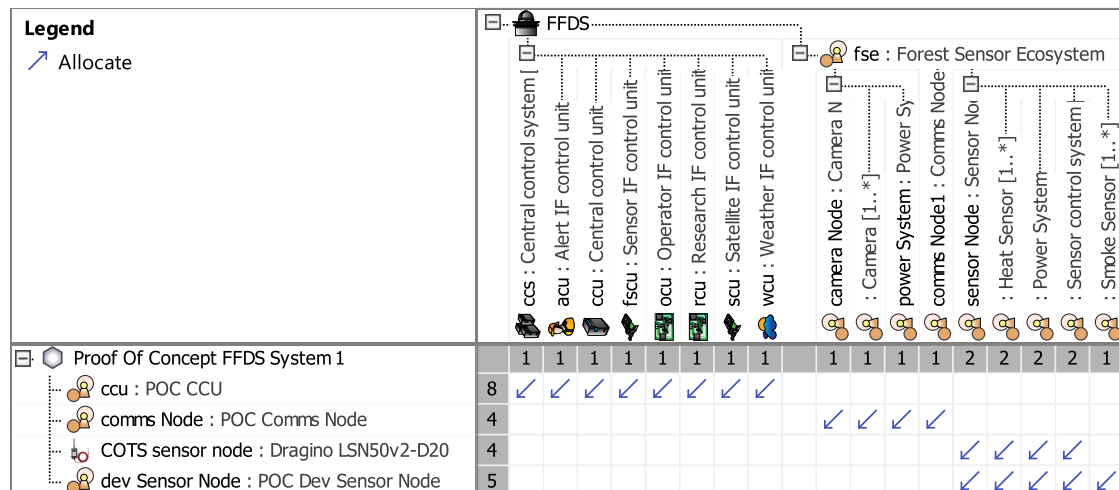 Legend
Allocate
FFDS
fse : Forest Sensor Ecosystem
ccs : Central control system [
acu : Alert IF control unit
ccu : Central control unit
fscu : Sensor IF control unit
ocu : Operator IF control unit
rcu : Research IF control unit
scu : Satellite IF control unit
wcu : Weather IF control unit
camera Node : Camera N
: Camera [1..*]
power System : Power Sy
comms Node1 : Comms Node
sensor Node : Sensor Nod
: Heat Sensor [1..*]
: Power System
: Sensor control system [
: Smoke Sensor [1..*]
Proof Of Concept FFDS System 1 1 1 1 1 1 1 1 1 1 1 1 1 2 2 2 2 1
ccu : POC CCU 8
comms Node : POC Comms Node 4
COTS sensor node : Dragino LSN50v2-D20 4
dev Sensor Node : POC Dev Sensor Node 5